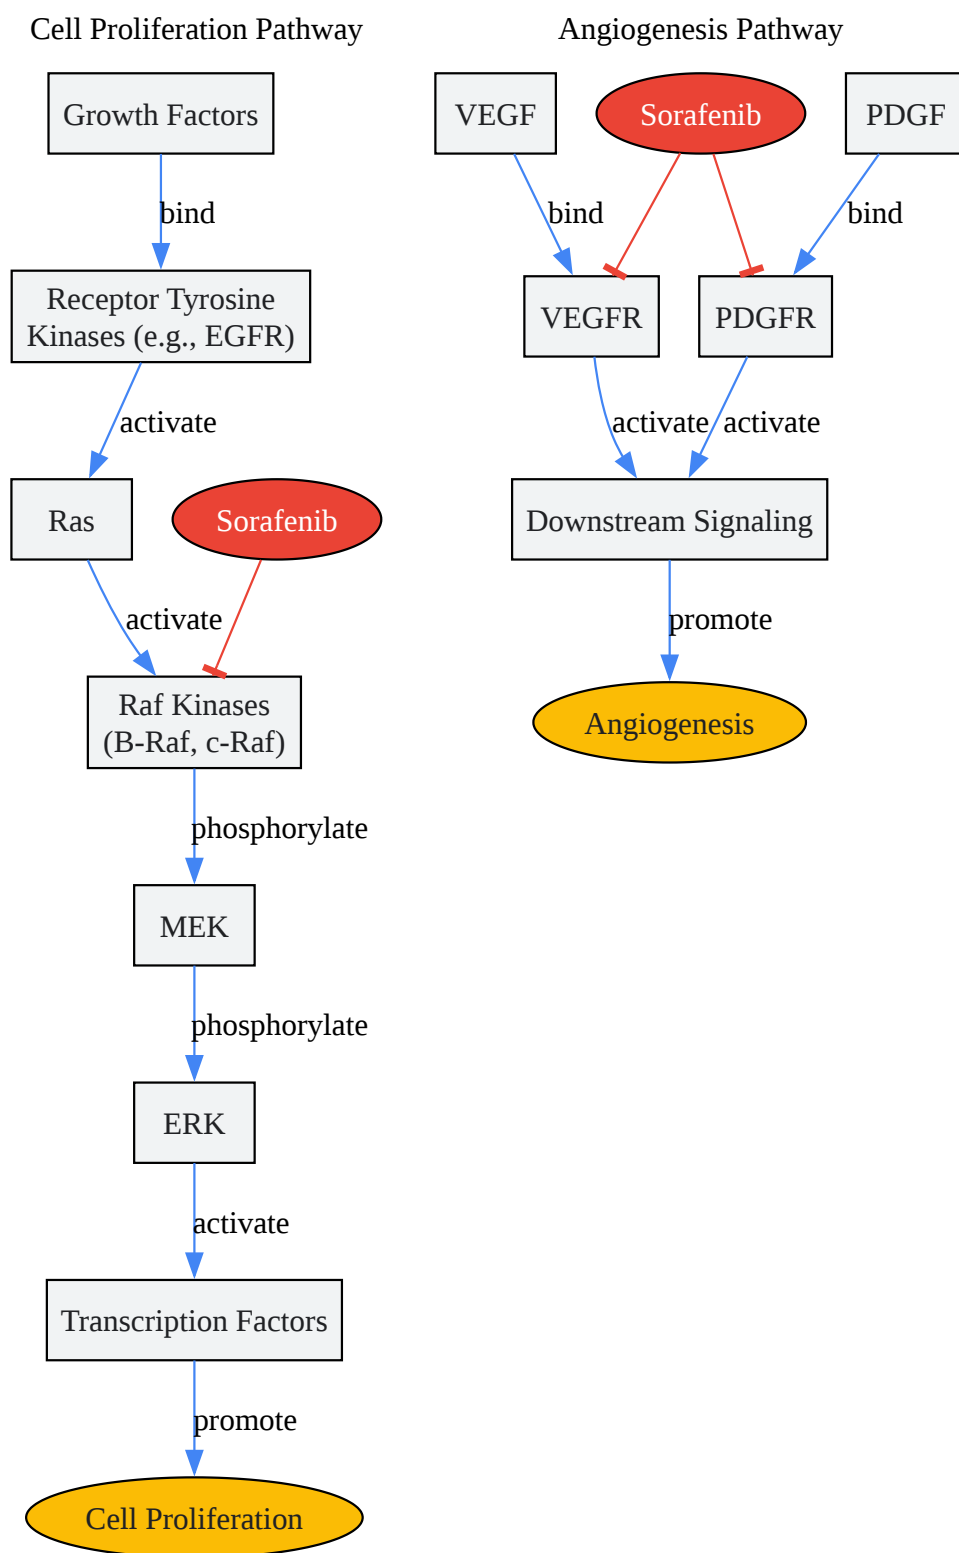 Cell Proliferation Pathway
Growth Factors
bind
Receptor Tyrosine
Kinases (e.g., EGFR)
activate
Ras
Sorafenib
activate
Raf Kinases
(B-Raf, c-Raf)
phosphorylate
MEK
phosphorylate
ERK
activate
Transcription Factors
promote
Cell Proliferation
Angiogenesis Pathway
VEGF
Sorafenib
PDGF
bind
bind
VEGFR
PDGFR
activate
activate
Downstream Signaling
promote
Angiogenesis